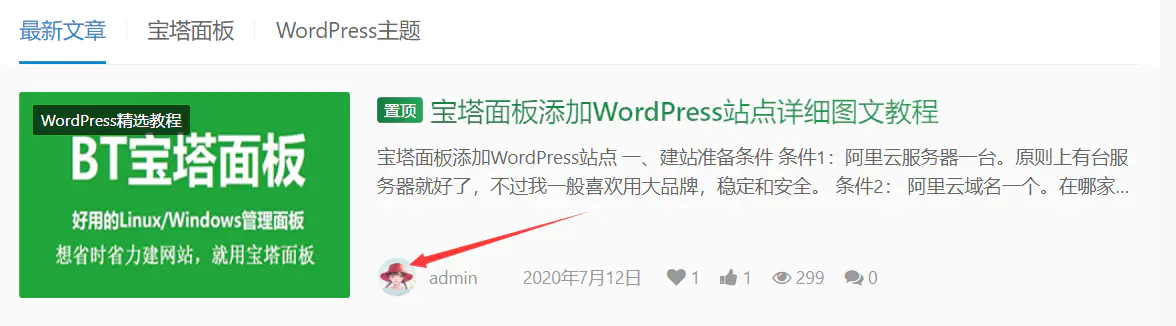 最新文章 宝塔面板 WordPress主题
WordPress精选教程
BT宝塔面板
好用的Linux/Windows管理面板
想省时省力建网站，就用宝塔面板
置顶 宝塔面板添加WordPress站点详细图文教程
宝塔面板添加WordPress站点 一、建站准备条件 条件1：阿里云服务器一台。原则上有台服
务器就好了，不过我一般喜欢用大品牌，稳定和安全。 条件2： 阿里云域名一个。在哪家...
admin 2020年7月12日 1 1 299 0